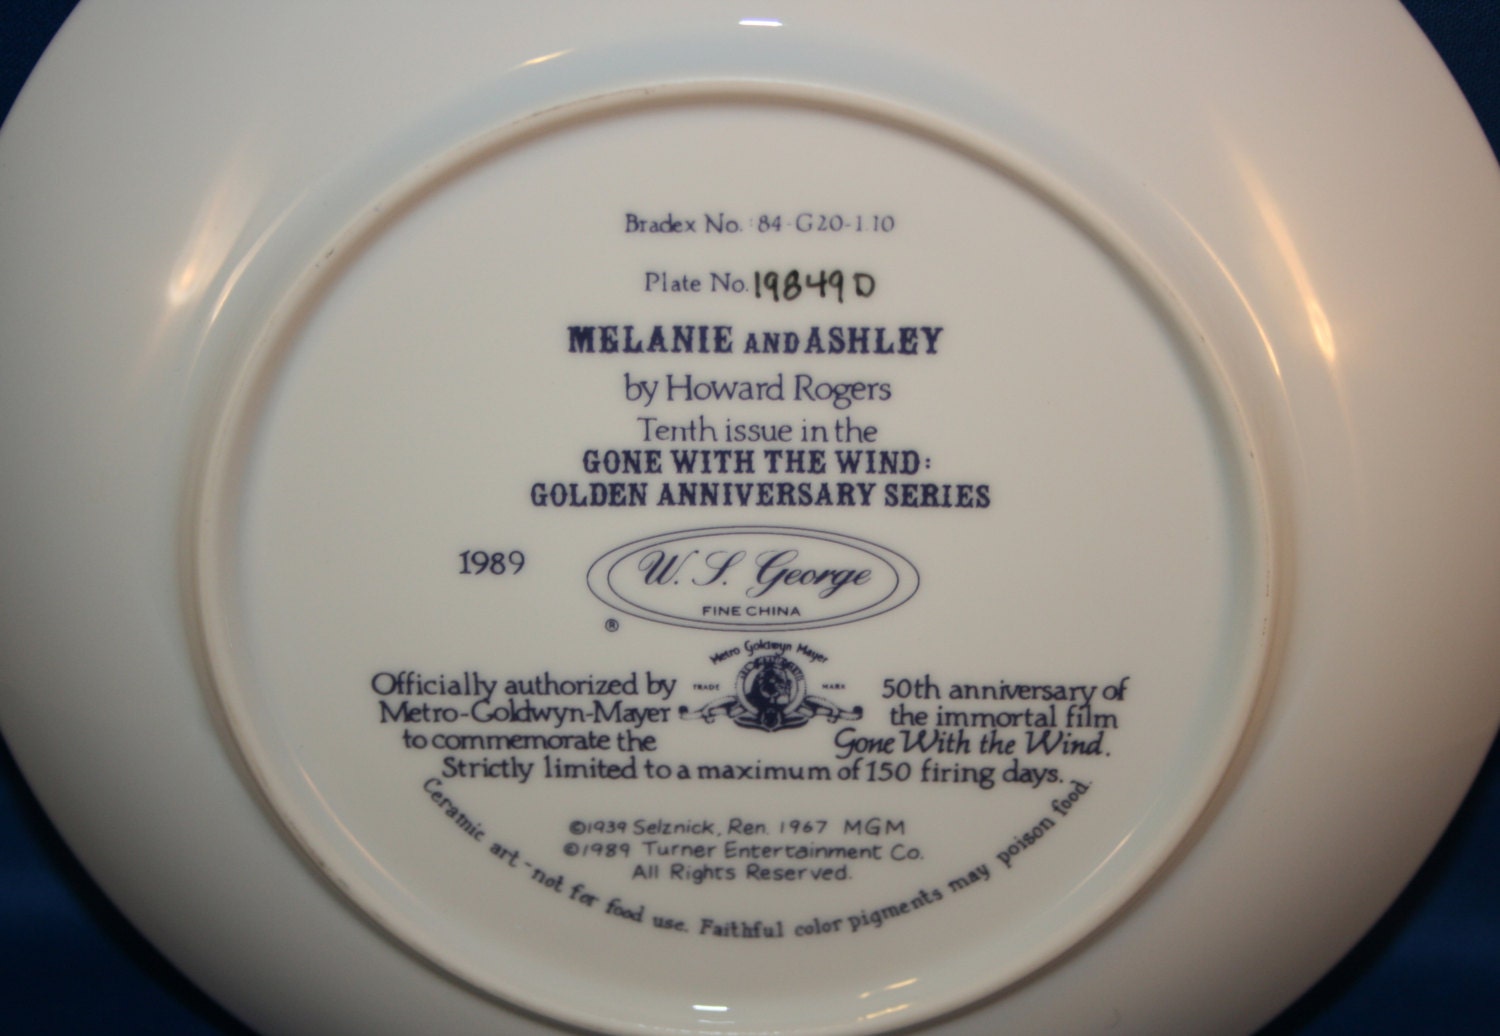 Bradex No. 84-G20-1.10
Plate No. 19849D
MELANIE AND ASHLEY
by Howard Rogers
Tenth issue in the
GONE WITH THE WIND:
GOLDEN ANNIVERSARY SERIES
1989
W. S. George
FINE CHINA
®
Metro Goldwyn Mayer
TRADE MARK
Officially authorized by
Metro-Goldwyn-Mayer
to commemorate the
50th anniversary of
the immortal film
Gone With the Wind.
Strictly limited to a maximum of 150 firing days.
©1939 Selznick, Ren. 1967 MGM
©1989 Turner Entertainment Co.
All Rights Reserved.
Ceramic art - not for food use. Faithful color pigments may poison food.